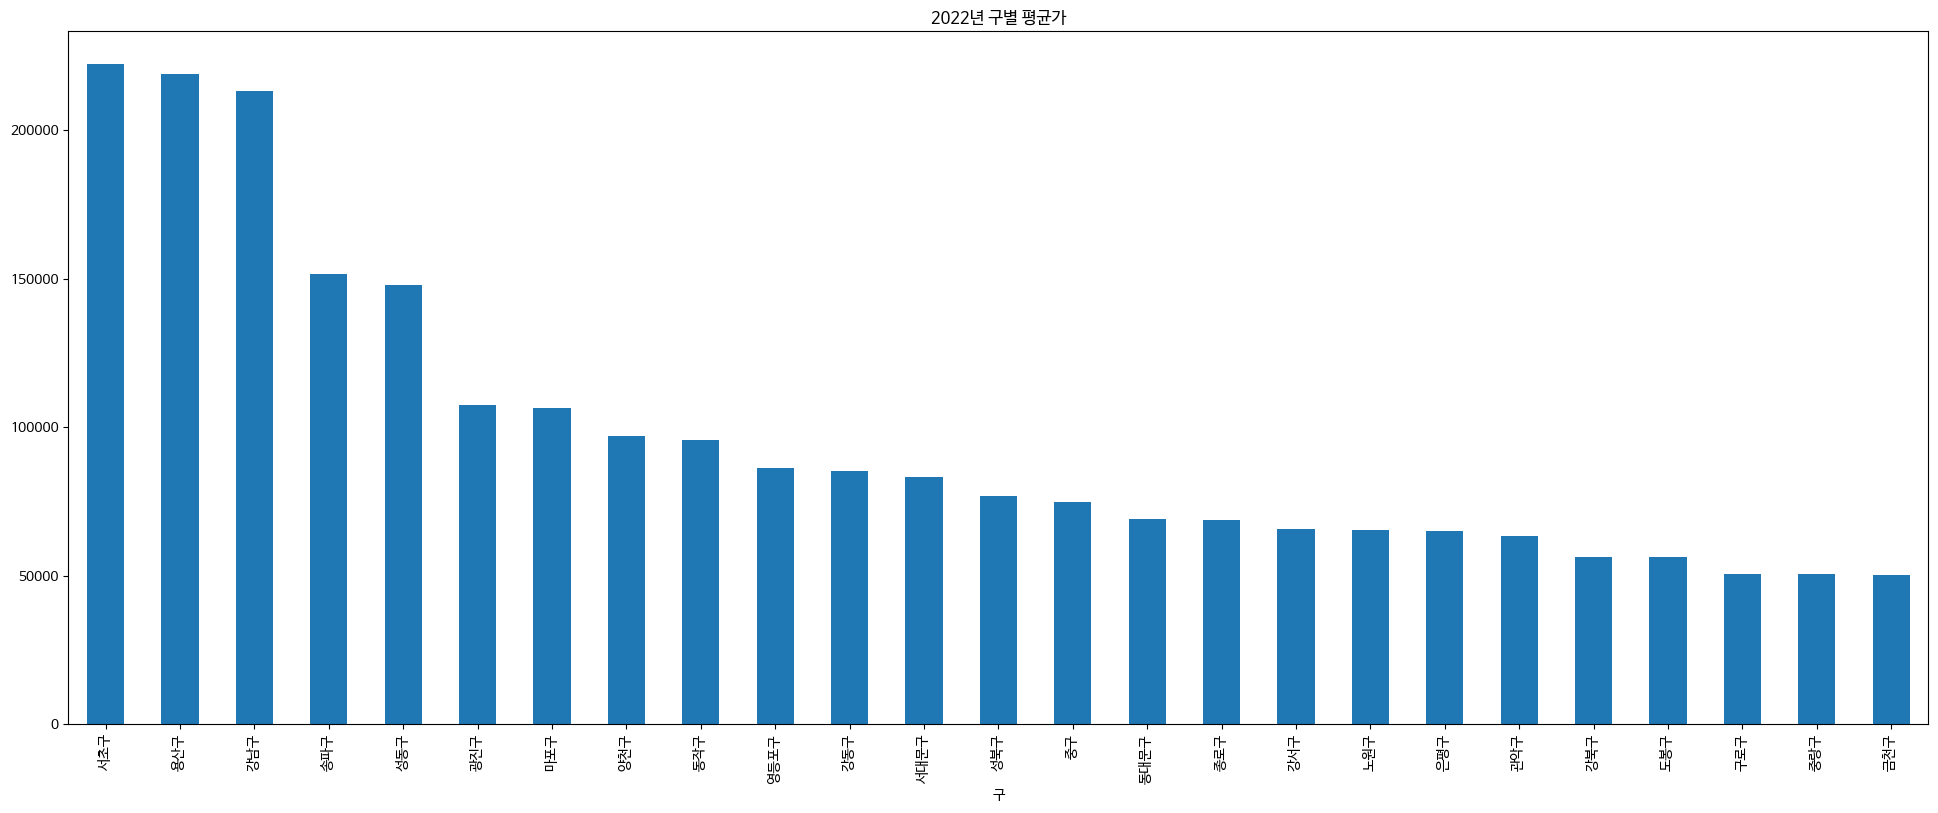 2022년 구별 평균가
200000
150000
100000
50000
0
서초구
용산구
강남구
송파구
성동구
광진구
마포구
양천구
동작구
영등포구
강동구
서대문구
성북구
중구
동대문구
종로구
강서구
노원구
은평구
관악구
강북구
도봉구
구로구
중랑구
금천구
구